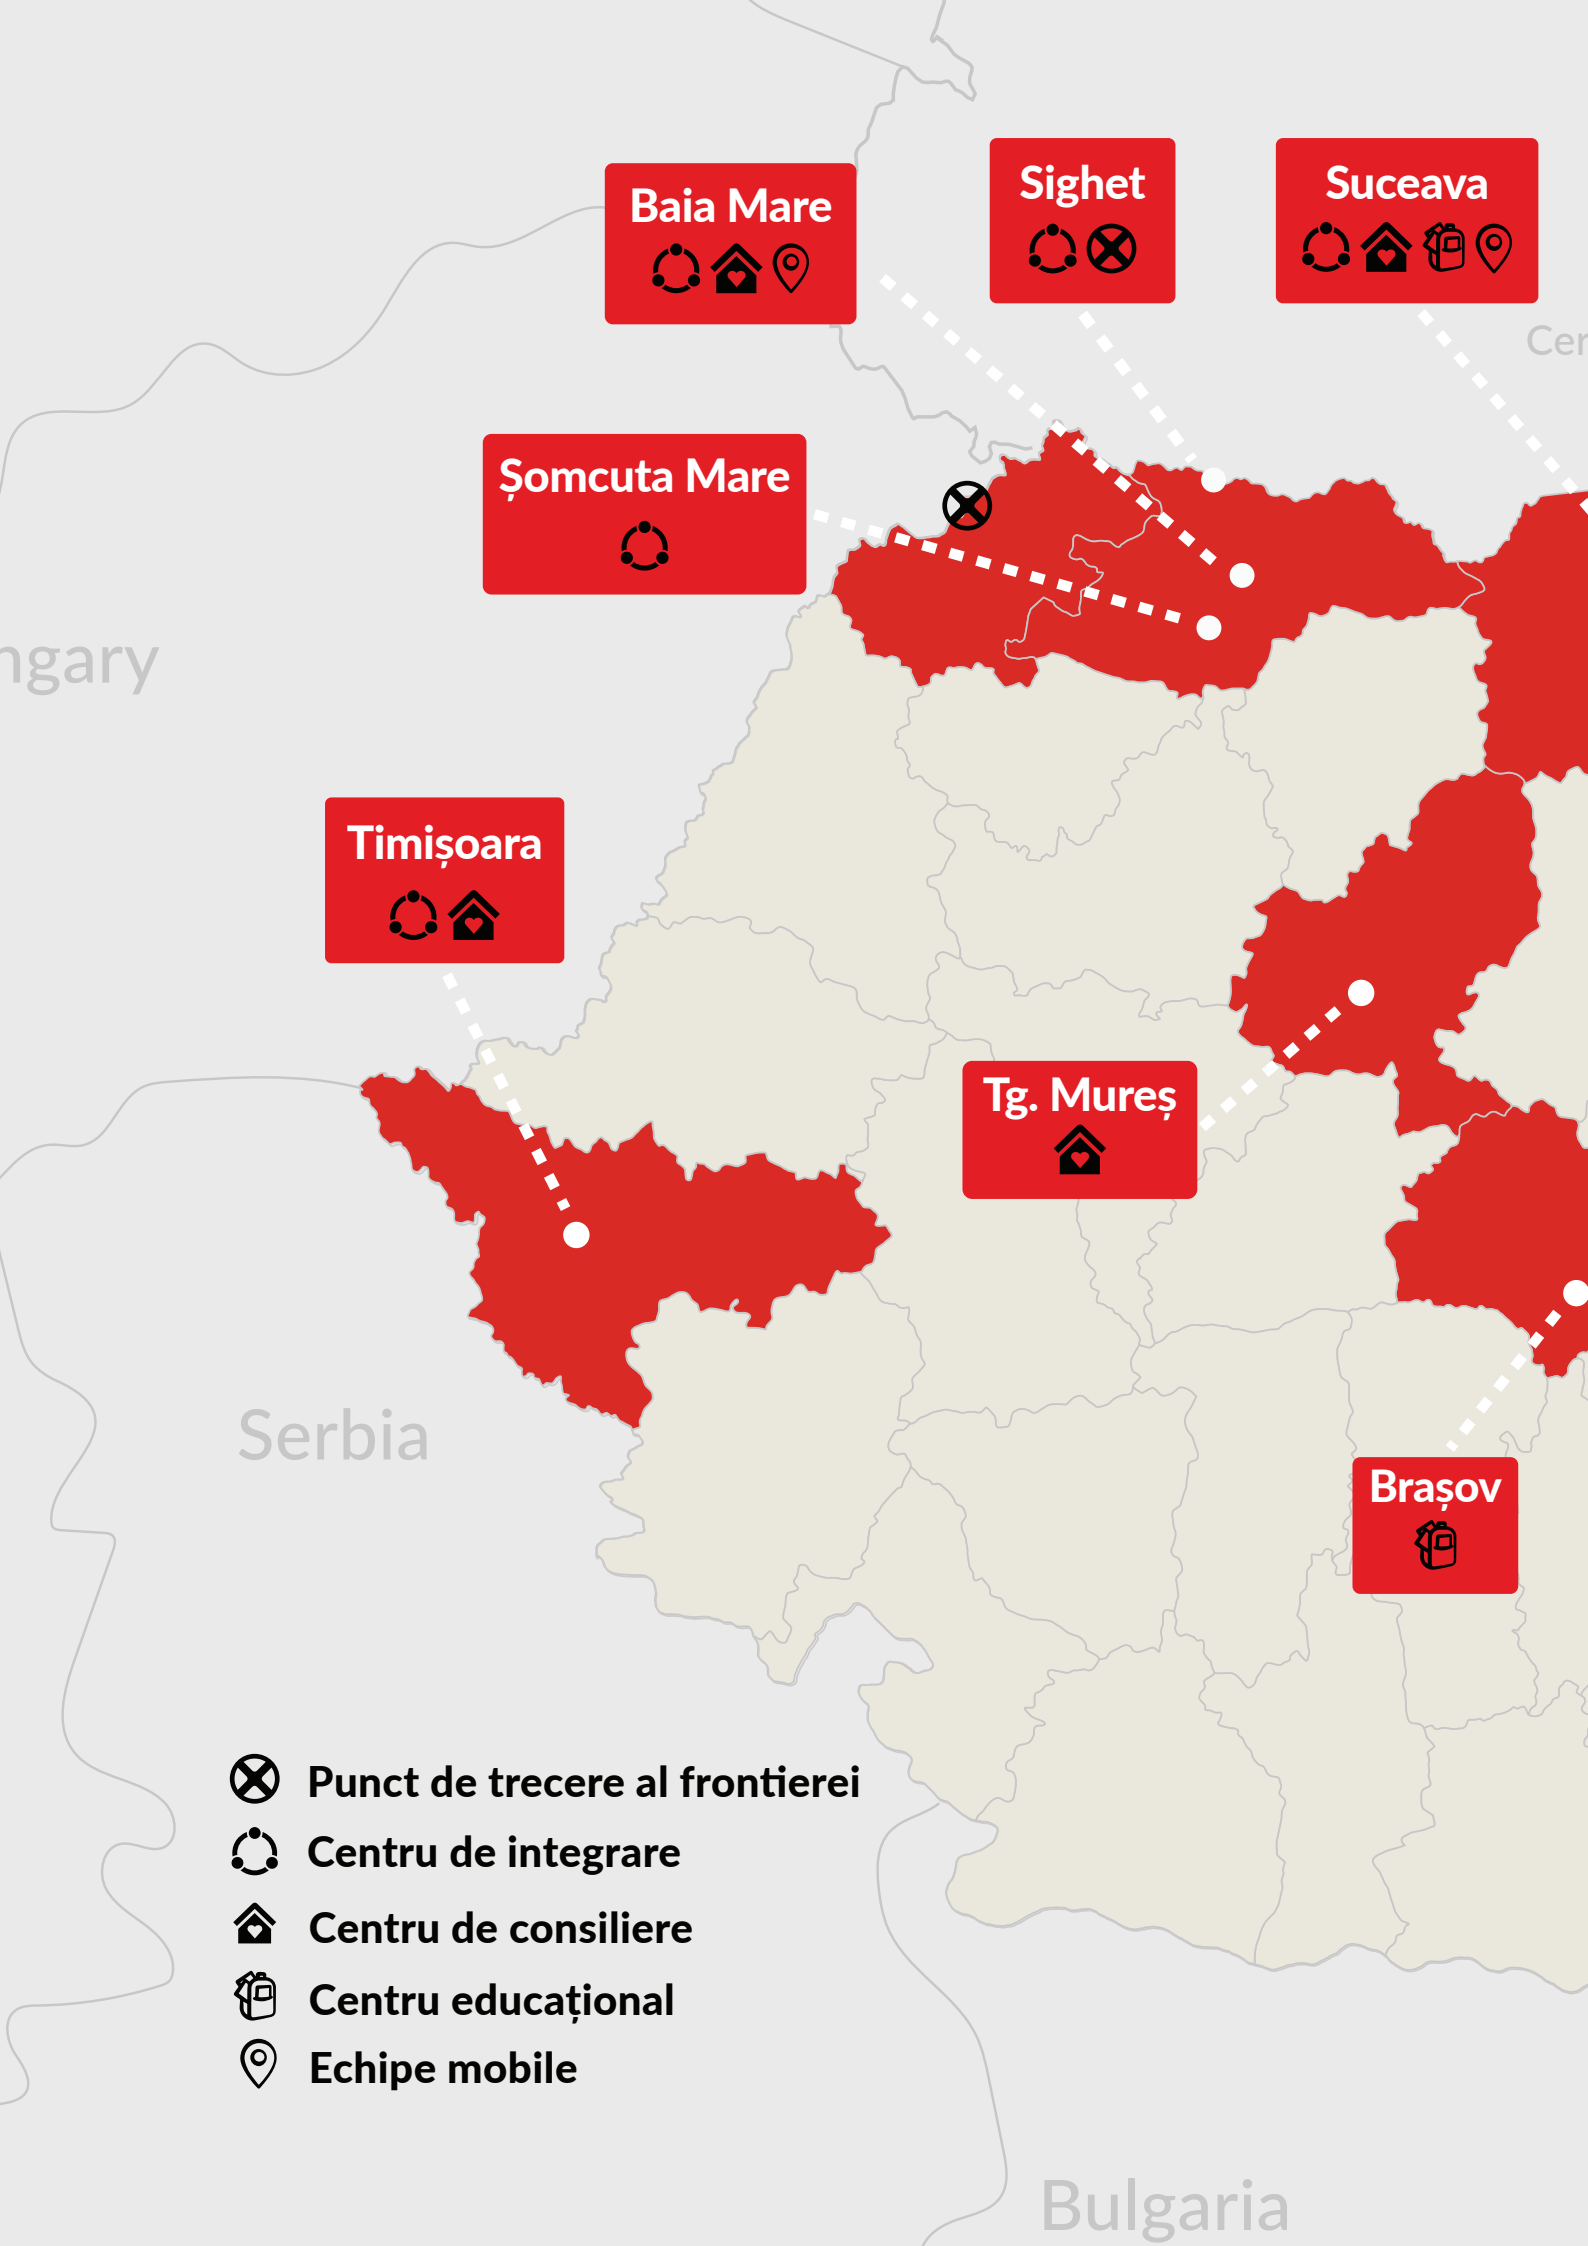 Baia Mare
Sighet
Suceava
Cer
Șomcuta Mare
ngary
Timișoara
Tg. Mureș
Serbia
Brașov
Punct de trecere al frontierei
Centru de integrare
Centru de consiliere
Centru educațional
Echipe mobile
Bulgaria